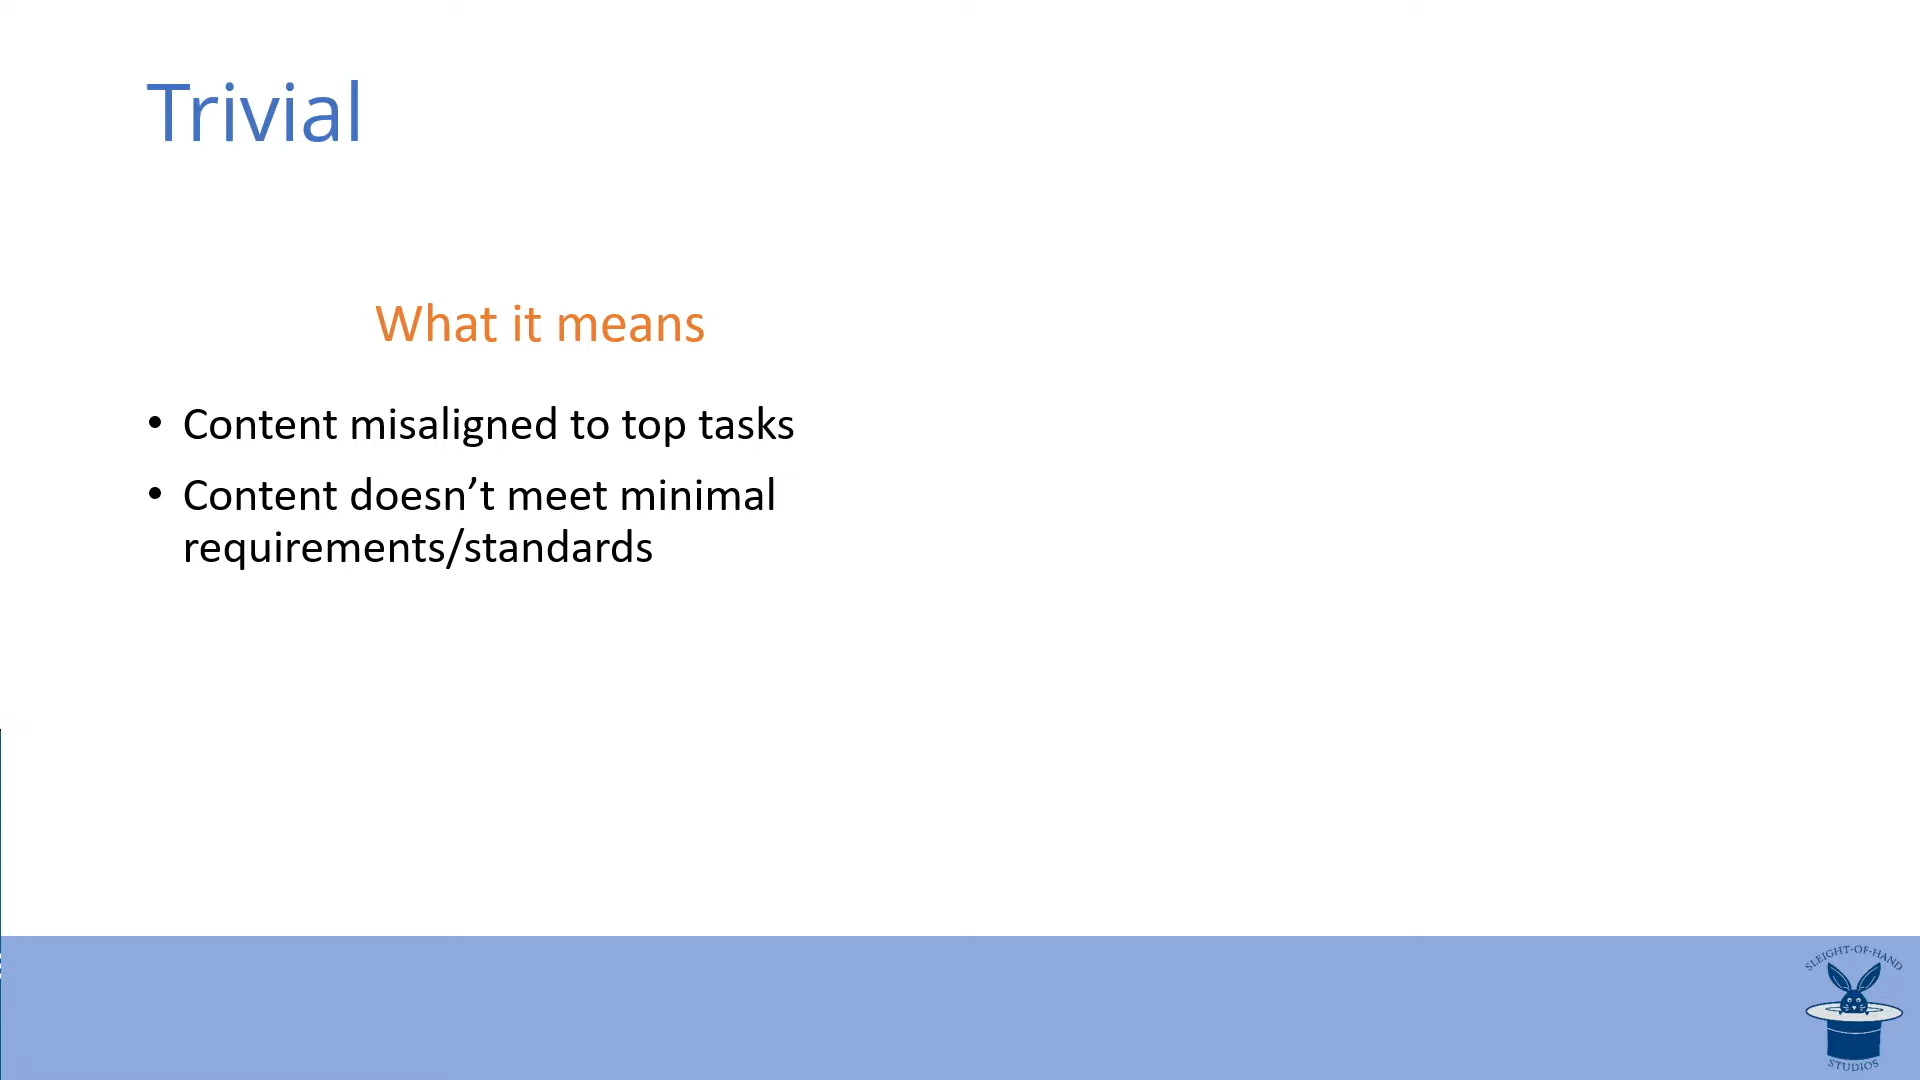 Trivial
What it means
• Content misaligned to top tasks
• Content doesn’t meet minimal
requirements/standards
SLEIGHT-OF-HAND
STUDIOS